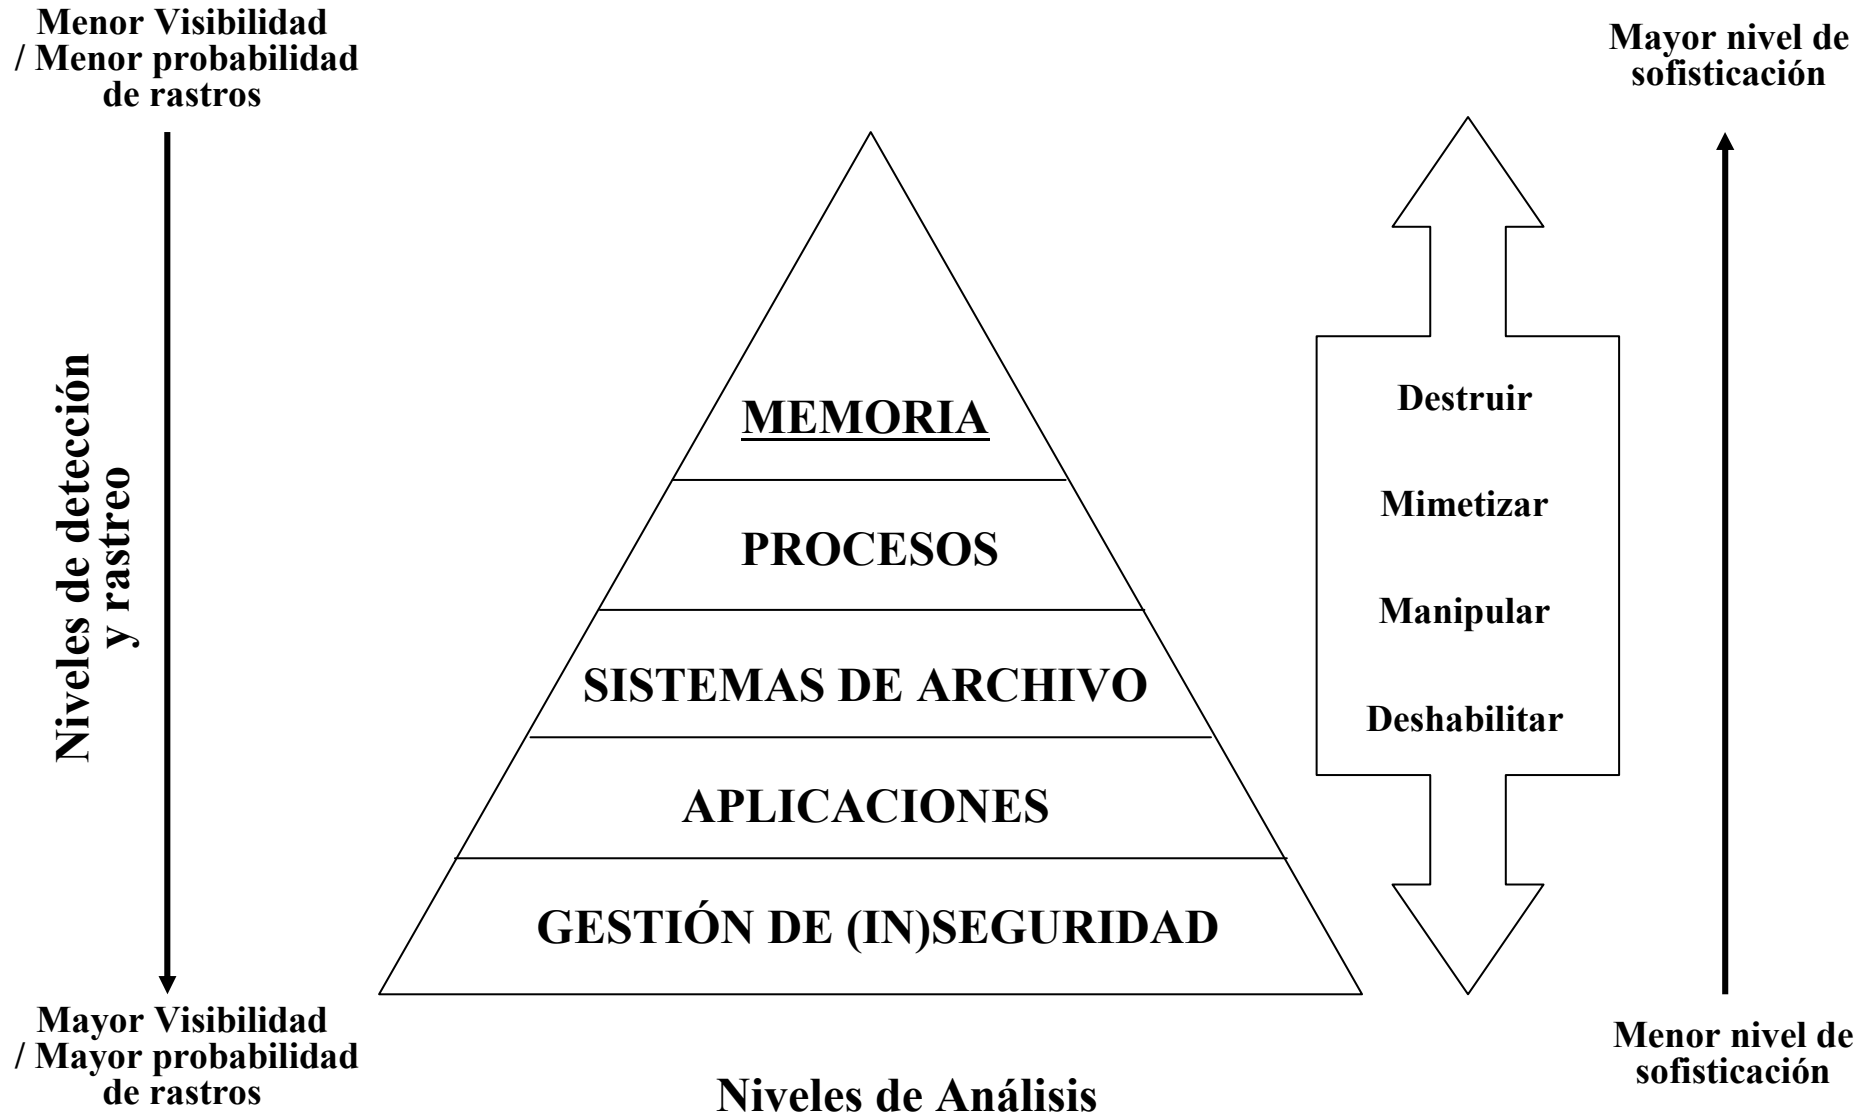 Menor Visibilidad
/ Menor probabilidad
de rastros
Mayor nivel de
sofisticación
Niveles de detección
y rastreo
MEMORIA
PROCESOS
SISTEMAS DE ARCHIVO
APLICACIONES
GESTIÓN DE (IN)SEGURIDAD
Destruir
Mimetizar
Manipular
Deshabilitar
Mayor Visibilidad
/ Mayor probabilidad
de rastros
Niveles de Análisis
Menor nivel de
sofisticación